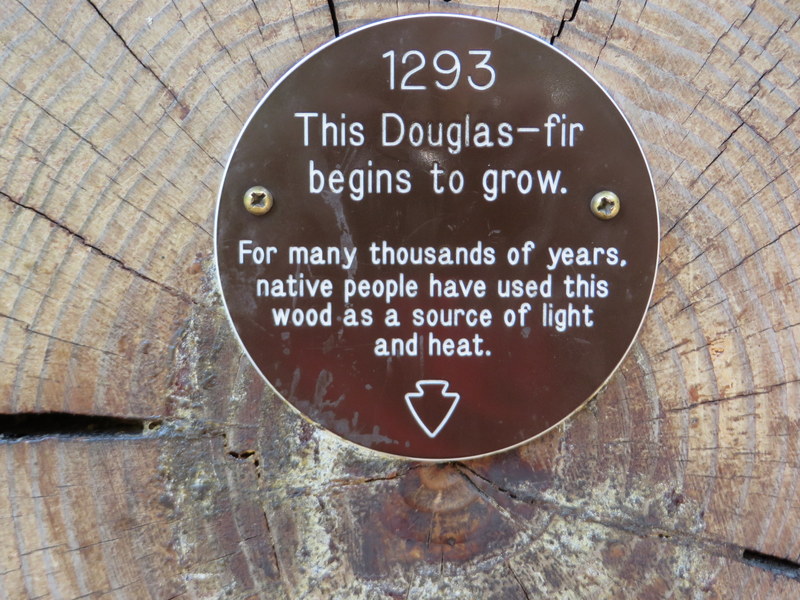 1293
This Douglas-fir
begins to grow.
For many thousands of years,
native people have used this
wood as a source of light
and heat.